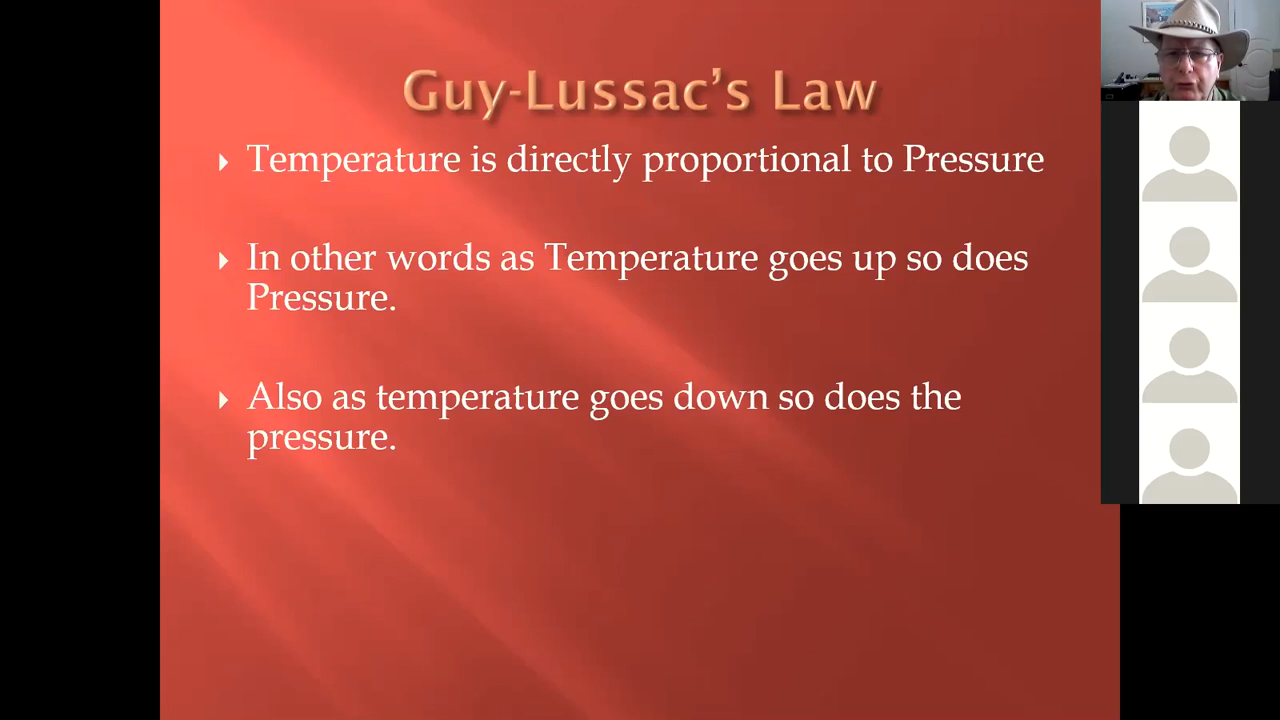 Guy-Lussac’s Law
Temperature is directly proportional to Pressure
In other words as Temperature goes up so does
Pressure.
Also as temperature goes down so does the
pressure.